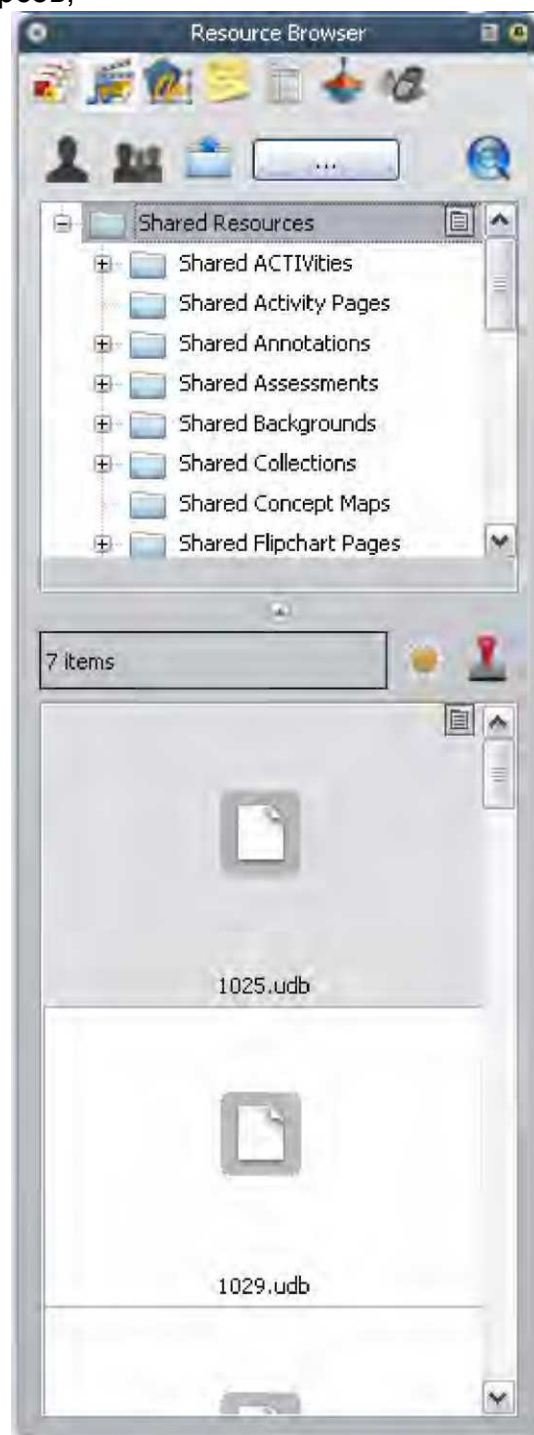 Resource Browser
...
Shared Resources
Shared ACTIVities
Shared Activity Pages
Shared Annotations
Shared Assessments
Shared Backgrounds
Shared Collections
Shared Concept Maps
Shared Flipchart Pages
7 items
1025.udb
1029.udb